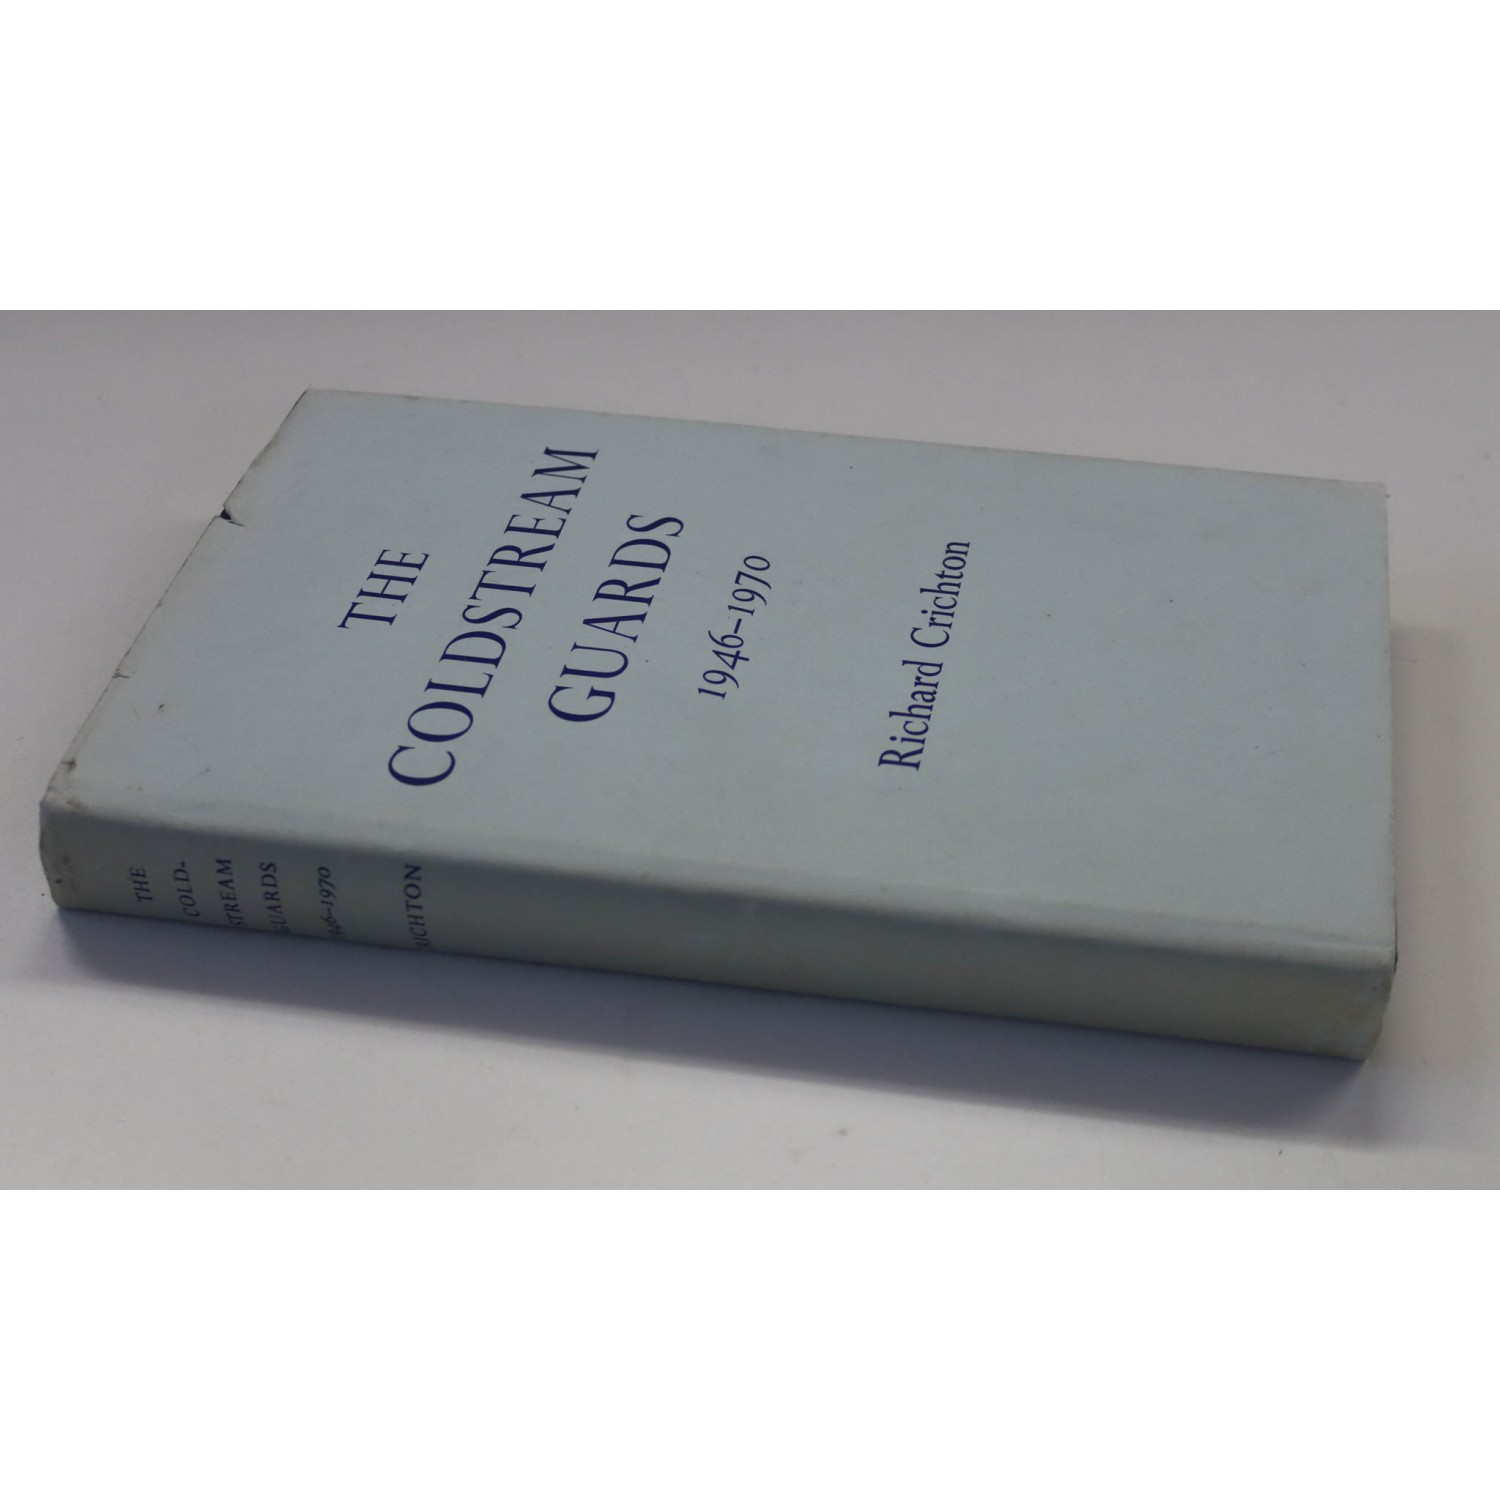 THE
COLDSTREAM
GUARDS
1946–1970
Richard Crichton
THE
COLD-
STREAM
GUARDS
1946–1970
CRICHTON